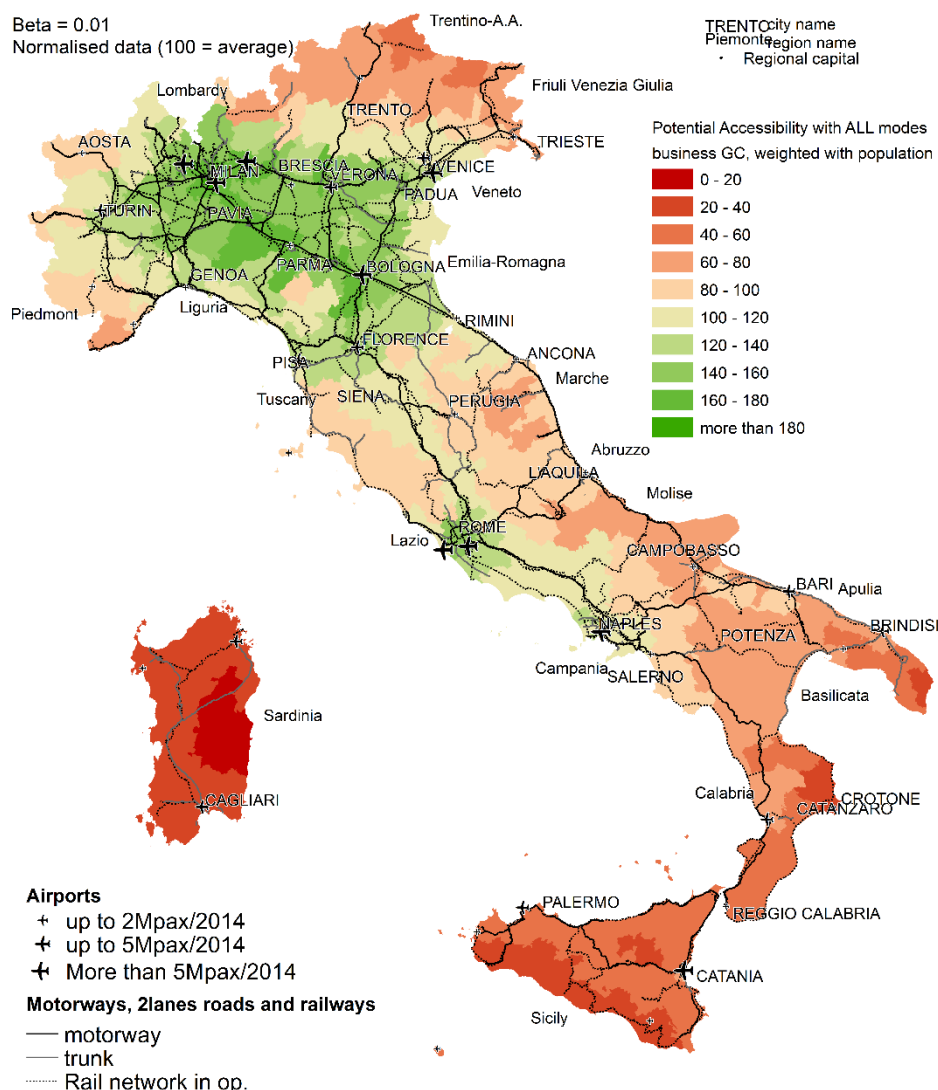 Beta = 0.01
Normalised data (100 = average)
Trentino-A.A.
TRENTO city name
Piemonte region name
Regional capital
Lombardy
Friuli Venezia Giulia
TRENTO
Potential Accessibility with ALL modes
business GC, weighted with population
0 - 20
20 - 40
40 - 60
60 - 80
80 - 100
100 - 120
120 - 140
140 - 160
160 - 180
more than 180
AOSTA
TRIESTE
BRESCIA
VENICE
MILAN
VERONA
PADUA
Veneto
TURIN
PAVIA
PARMA
BOLOGNA
Emilia-Romagna
GENOA
Piedmont
Liguria
RIMINI
FLORENCE
PISA
ANCONA
Marche
Tuscany
SIENA
PERUGIA
Abruzzo
L'AQUILA
Molise
Lazio
ROME
CAMPOBASSO
BARI
Apulia
NAPLES
POTENZA
BRINDISI
Campania
SALERNO
Basilicata
Sardinia
CAGLIARI
Calabria
CROTONE
CATANZARO
Airports
up to 2Mpax/2014
up to 5Mpax/2014
More than 5Mpax/2014
Motorways, 2lanes roads and railways
motorway
trunk
Rail network in op.
PALERMO
REGGIO CALABRIA
CATANIA
Sicily